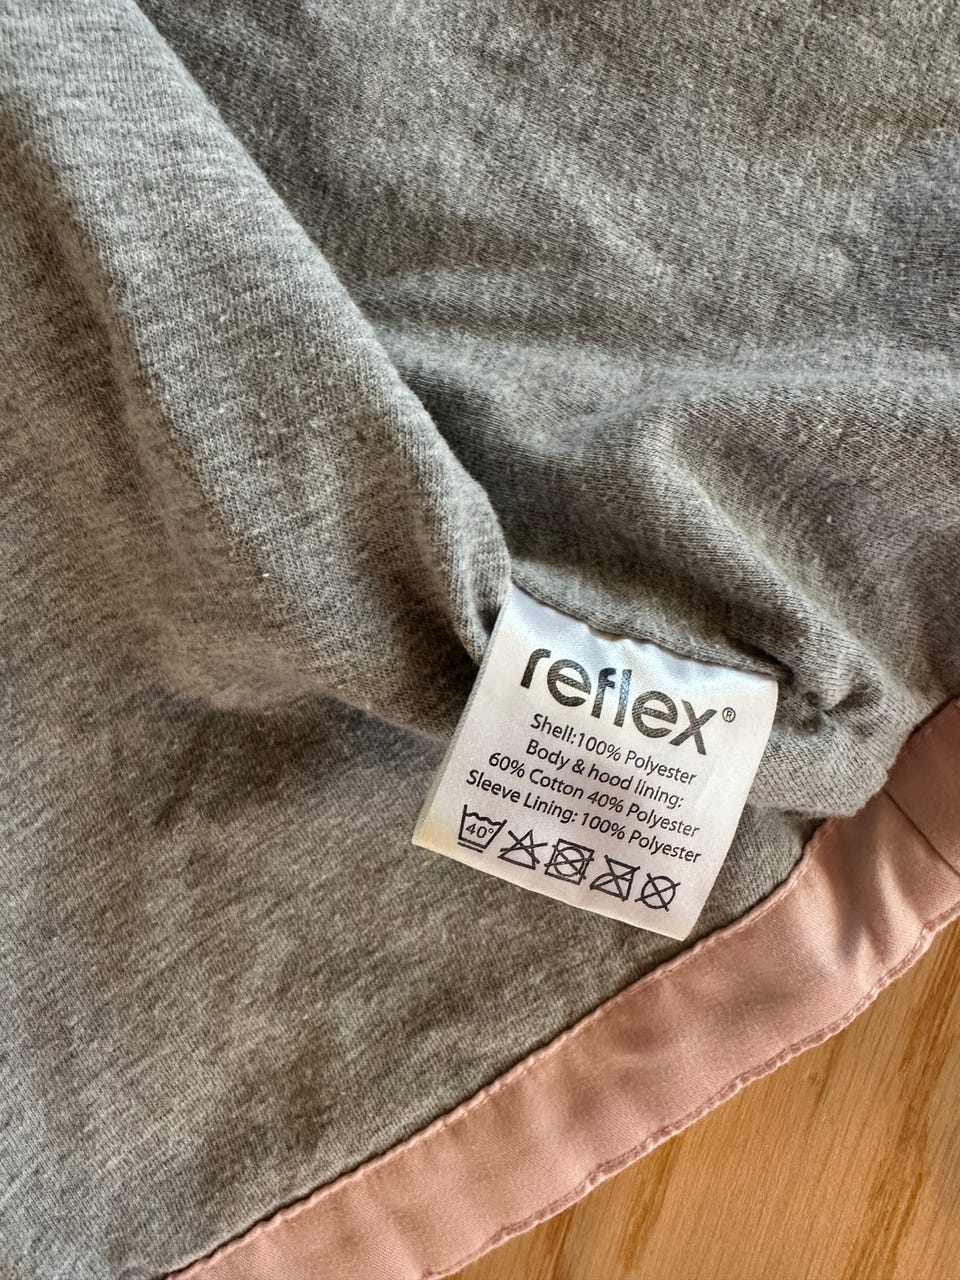 reflex®
Shell:100% Polyester
Body & hood lining:
60% Cotton 40% Polyester
Sleeve Lining: 100% Polyester
40°